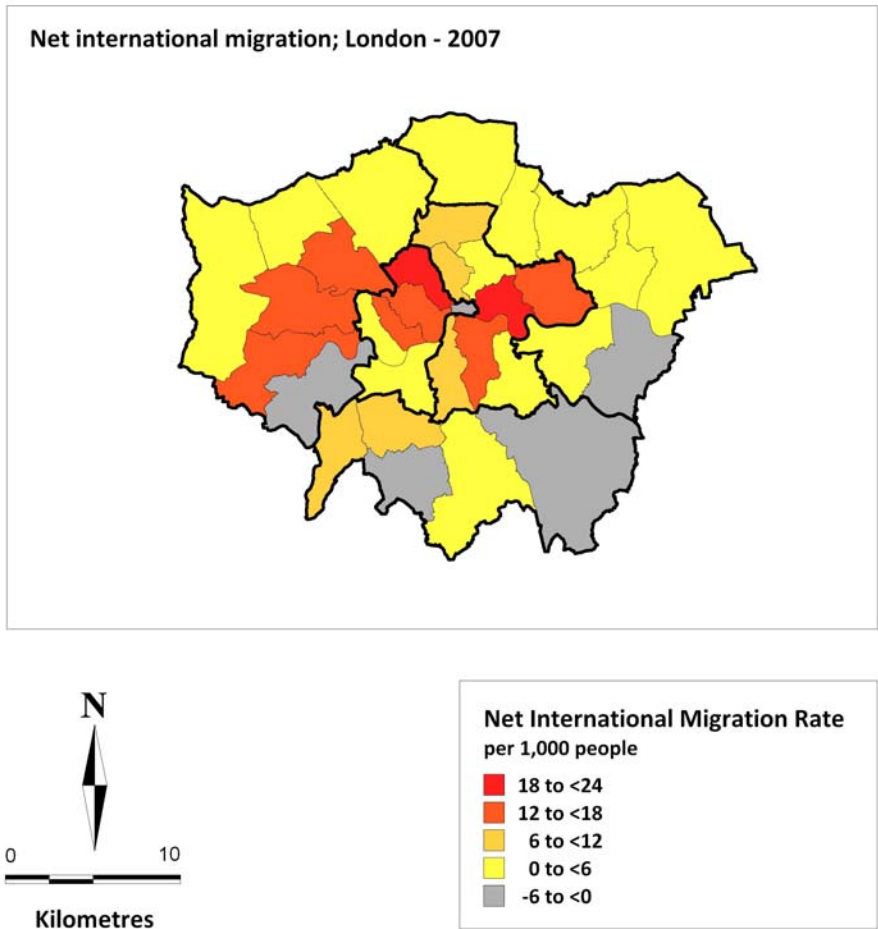 Net international migration; London - 2007
N
0 10
Kilometres
Net International Migration Rate
per 1,000 people
18 to <24
12 to <18
6 to <12
0 to <6
-6 to <0